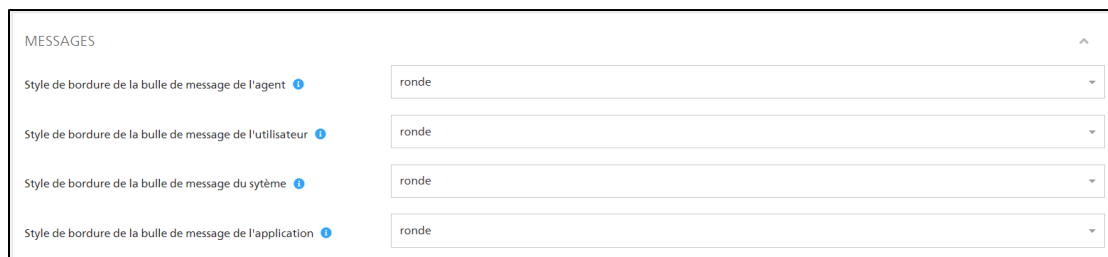 MESSAGES
Style de bordure de la bulle de message de l'agent
ronde
Style de bordure de la bulle de message de l'utilisateur
ronde
Style de bordure de la bulle de message du sytème
ronde
Style de bordure de la bulle de message de l'application
ronde